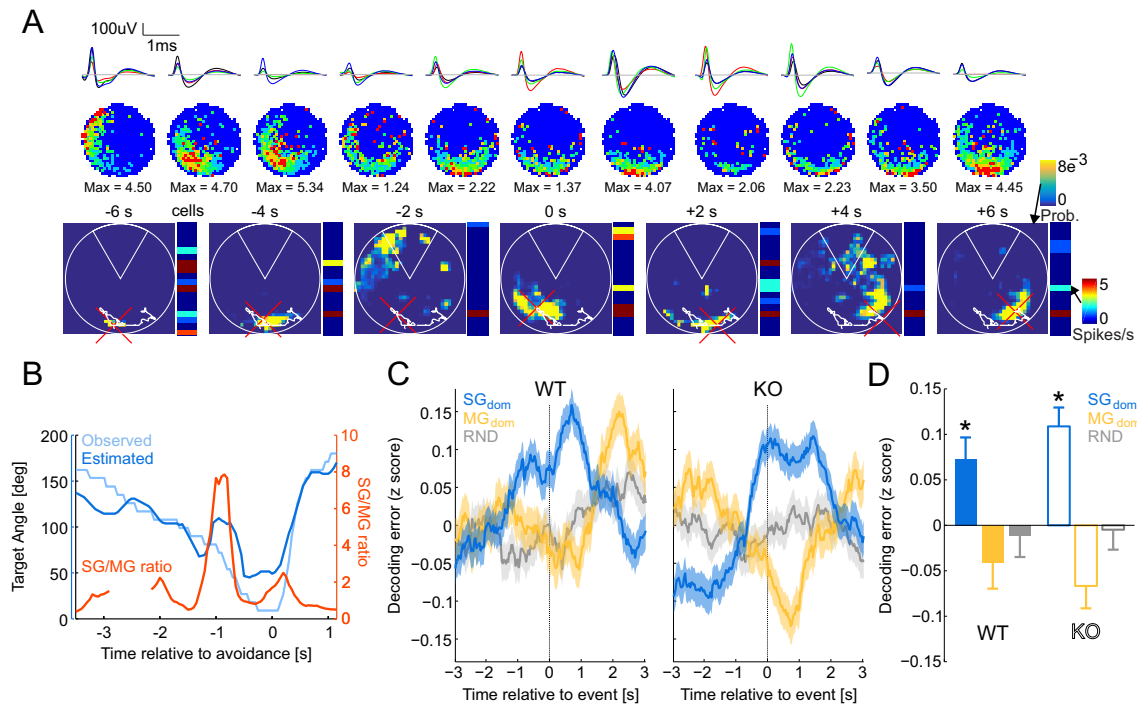 A
100uV
1ms
Max = 4.50 Max = 4.70 Max = 5.34 Max = 1.24 Max = 2.22 Max = 1.37 Max = 4.07 Max = 2.06 Max = 2.23 Max = 3.50 Max = 4.45
8e⁻³
0
Prob.
-6 s cells -4 s -2 s 0 s +2 s +4 s +6 s
5
0
Spikes/s
B
Observed
Estimated
SG/MG ratio
200
150
100
50
0
Target Angle [deg]
10
8
6
4
2
0
SG/MG ratio
-3 -2 -1 0 1
Time relative to avoidance [s]
C
WT KO
SGdom
MGdom
RND
0.15
0.1
0.05
0
−0.05
−0.1
−0.15
Decoding error (z score)
−3 −2 −1 0 1 2 3
Time relative to event [s]
−3 −2 −1 0 1 2 3
Time relative to event [s]
D
SGdom
MGdom
RND
0.15
0.1
0.05
0
−0.05
−0.1
−0.15
Decoding error (z score)
* *
WT KO